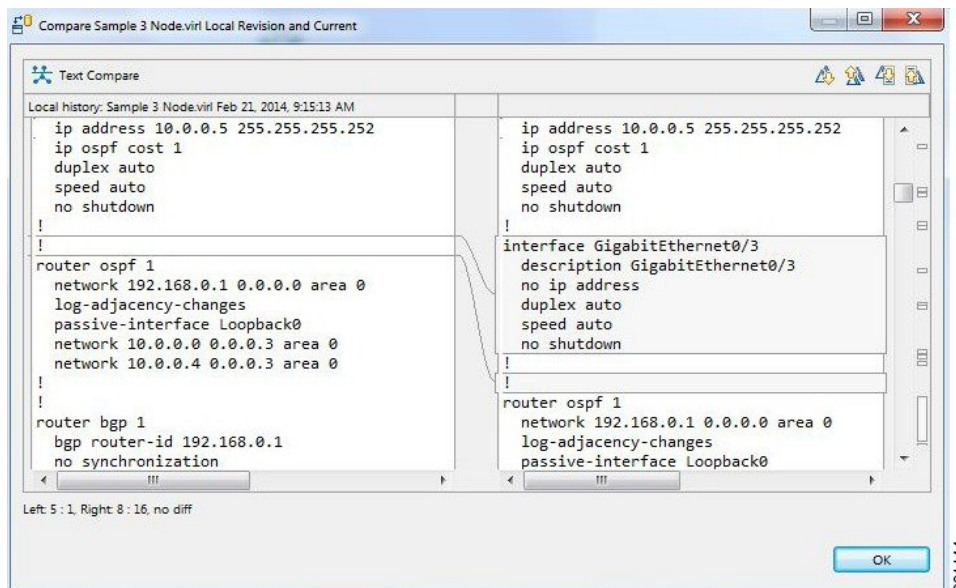 Compare Sample 3 Node.virl Local Revision and Current
Text Compare
Local history: Sample 3 Node.virl Feb 21, 2014, 9:15:13 AM
ip address 10.0.0.5 255.255.255.252
ip ospf cost 1
duplex auto
speed auto
no shutdown
!
!
router ospf 1
network 192.168.0.1 0.0.0.0 area 0
log-adjacency-changes
passive-interface Loopback0
network 10.0.0.0 0.0.0.3 area 0
network 10.0.0.4 0.0.0.3 area 0
!
!
router bgp 1
bgp router-id 192.168.0.1
no synchronization
ip address 10.0.0.5 255.255.255.252
ip ospf cost 1
duplex auto
speed auto
no shutdown
!
interface GigabitEthernet0/3
description GigabitEthernet0/3
no ip address
duplex auto
speed auto
no shutdown
!
!
router ospf 1
network 192.168.0.1 0.0.0.0 area 0
log-adjacency-changes
passive-interface Loopback0
Left: 5 : 1, Right: 8 : 16, no diff
OK